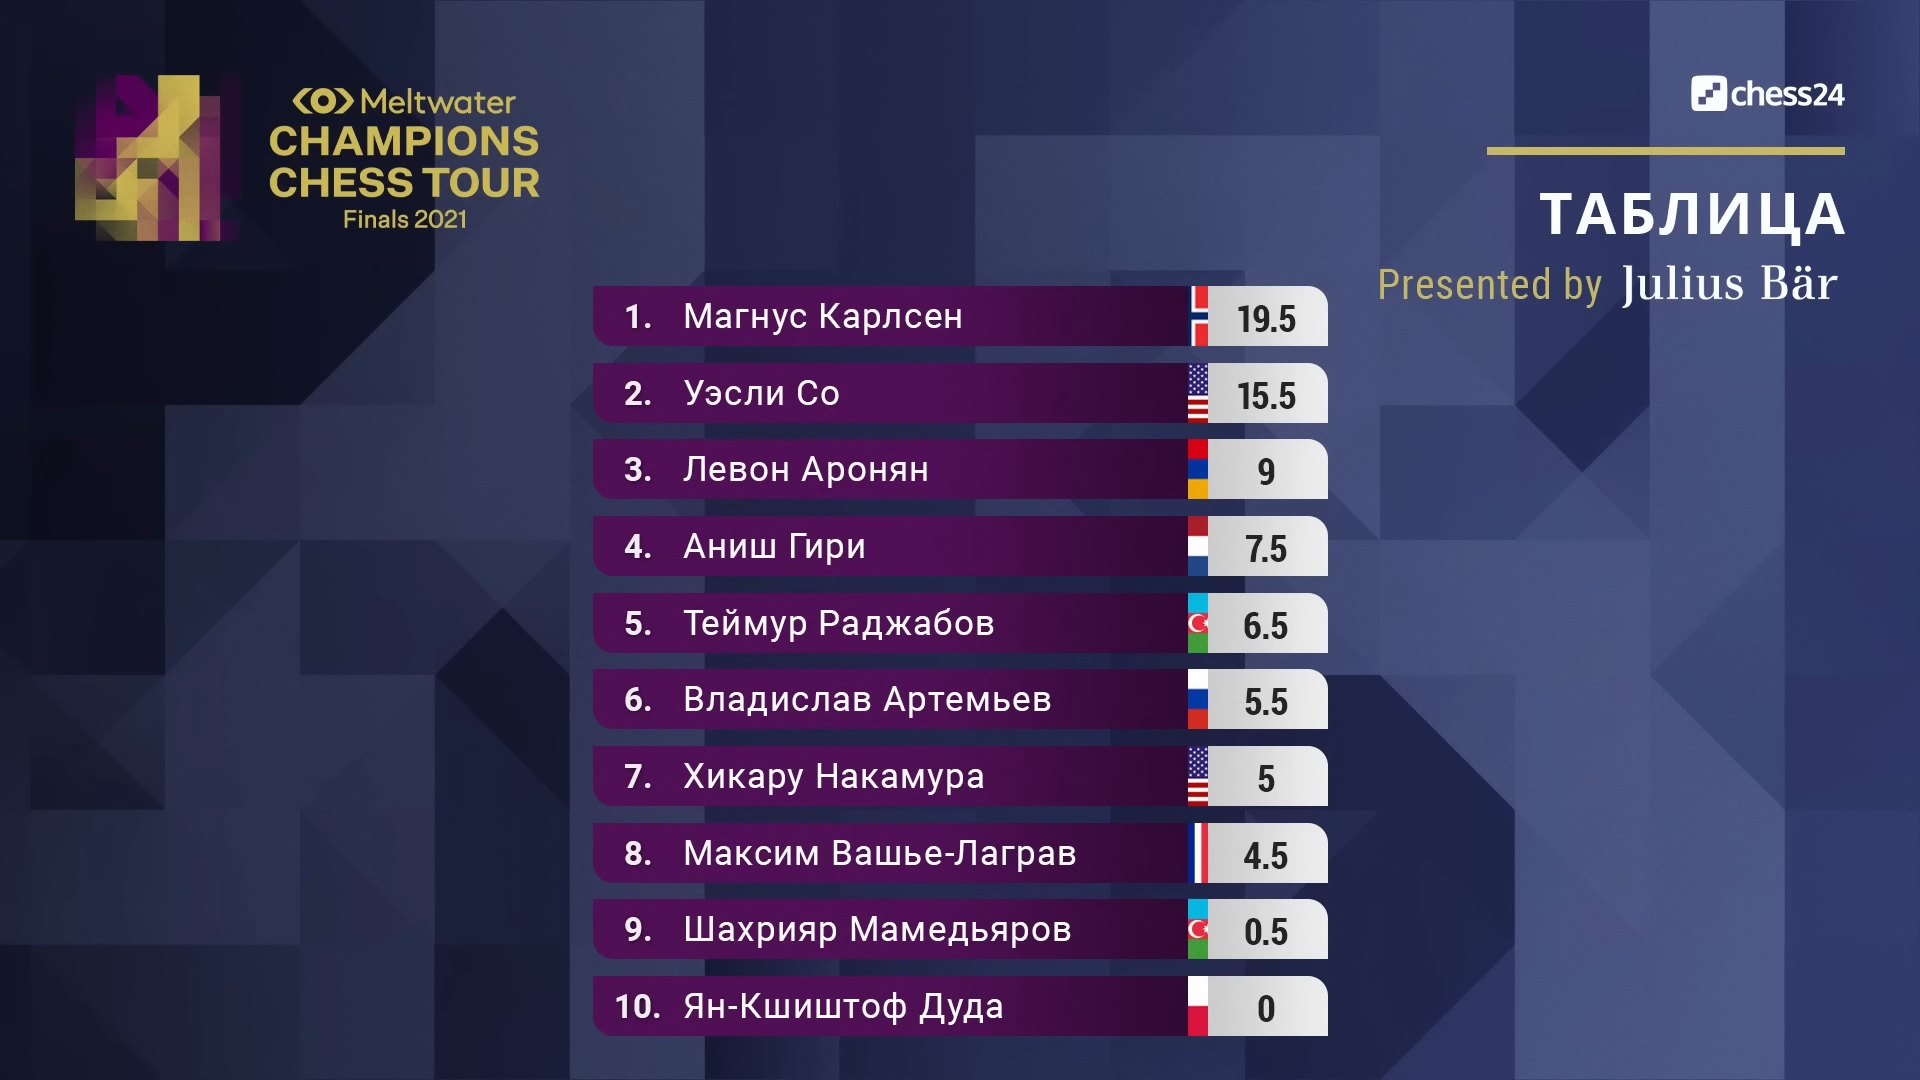 Meltwater
CHAMPIONS
CHESS TOUR
Finals 2021
chess24
ТАБЛИЦА
Presented by Julius Bär
1. Магнус Карлсен 19.5
2. Уэсли Со 15.5
3. Левон Аронян 9
4. Аниш Гири 7.5
5. Теймур Раджабов 6.5
6. Владислав Артемьев 5.5
7. Хикару Накамура 5
8. Максим Вашье-Лаграв 4.5
9. Шахрияр Мамедьяров 0.5
10. Ян-Кшиштоф Дуда 0